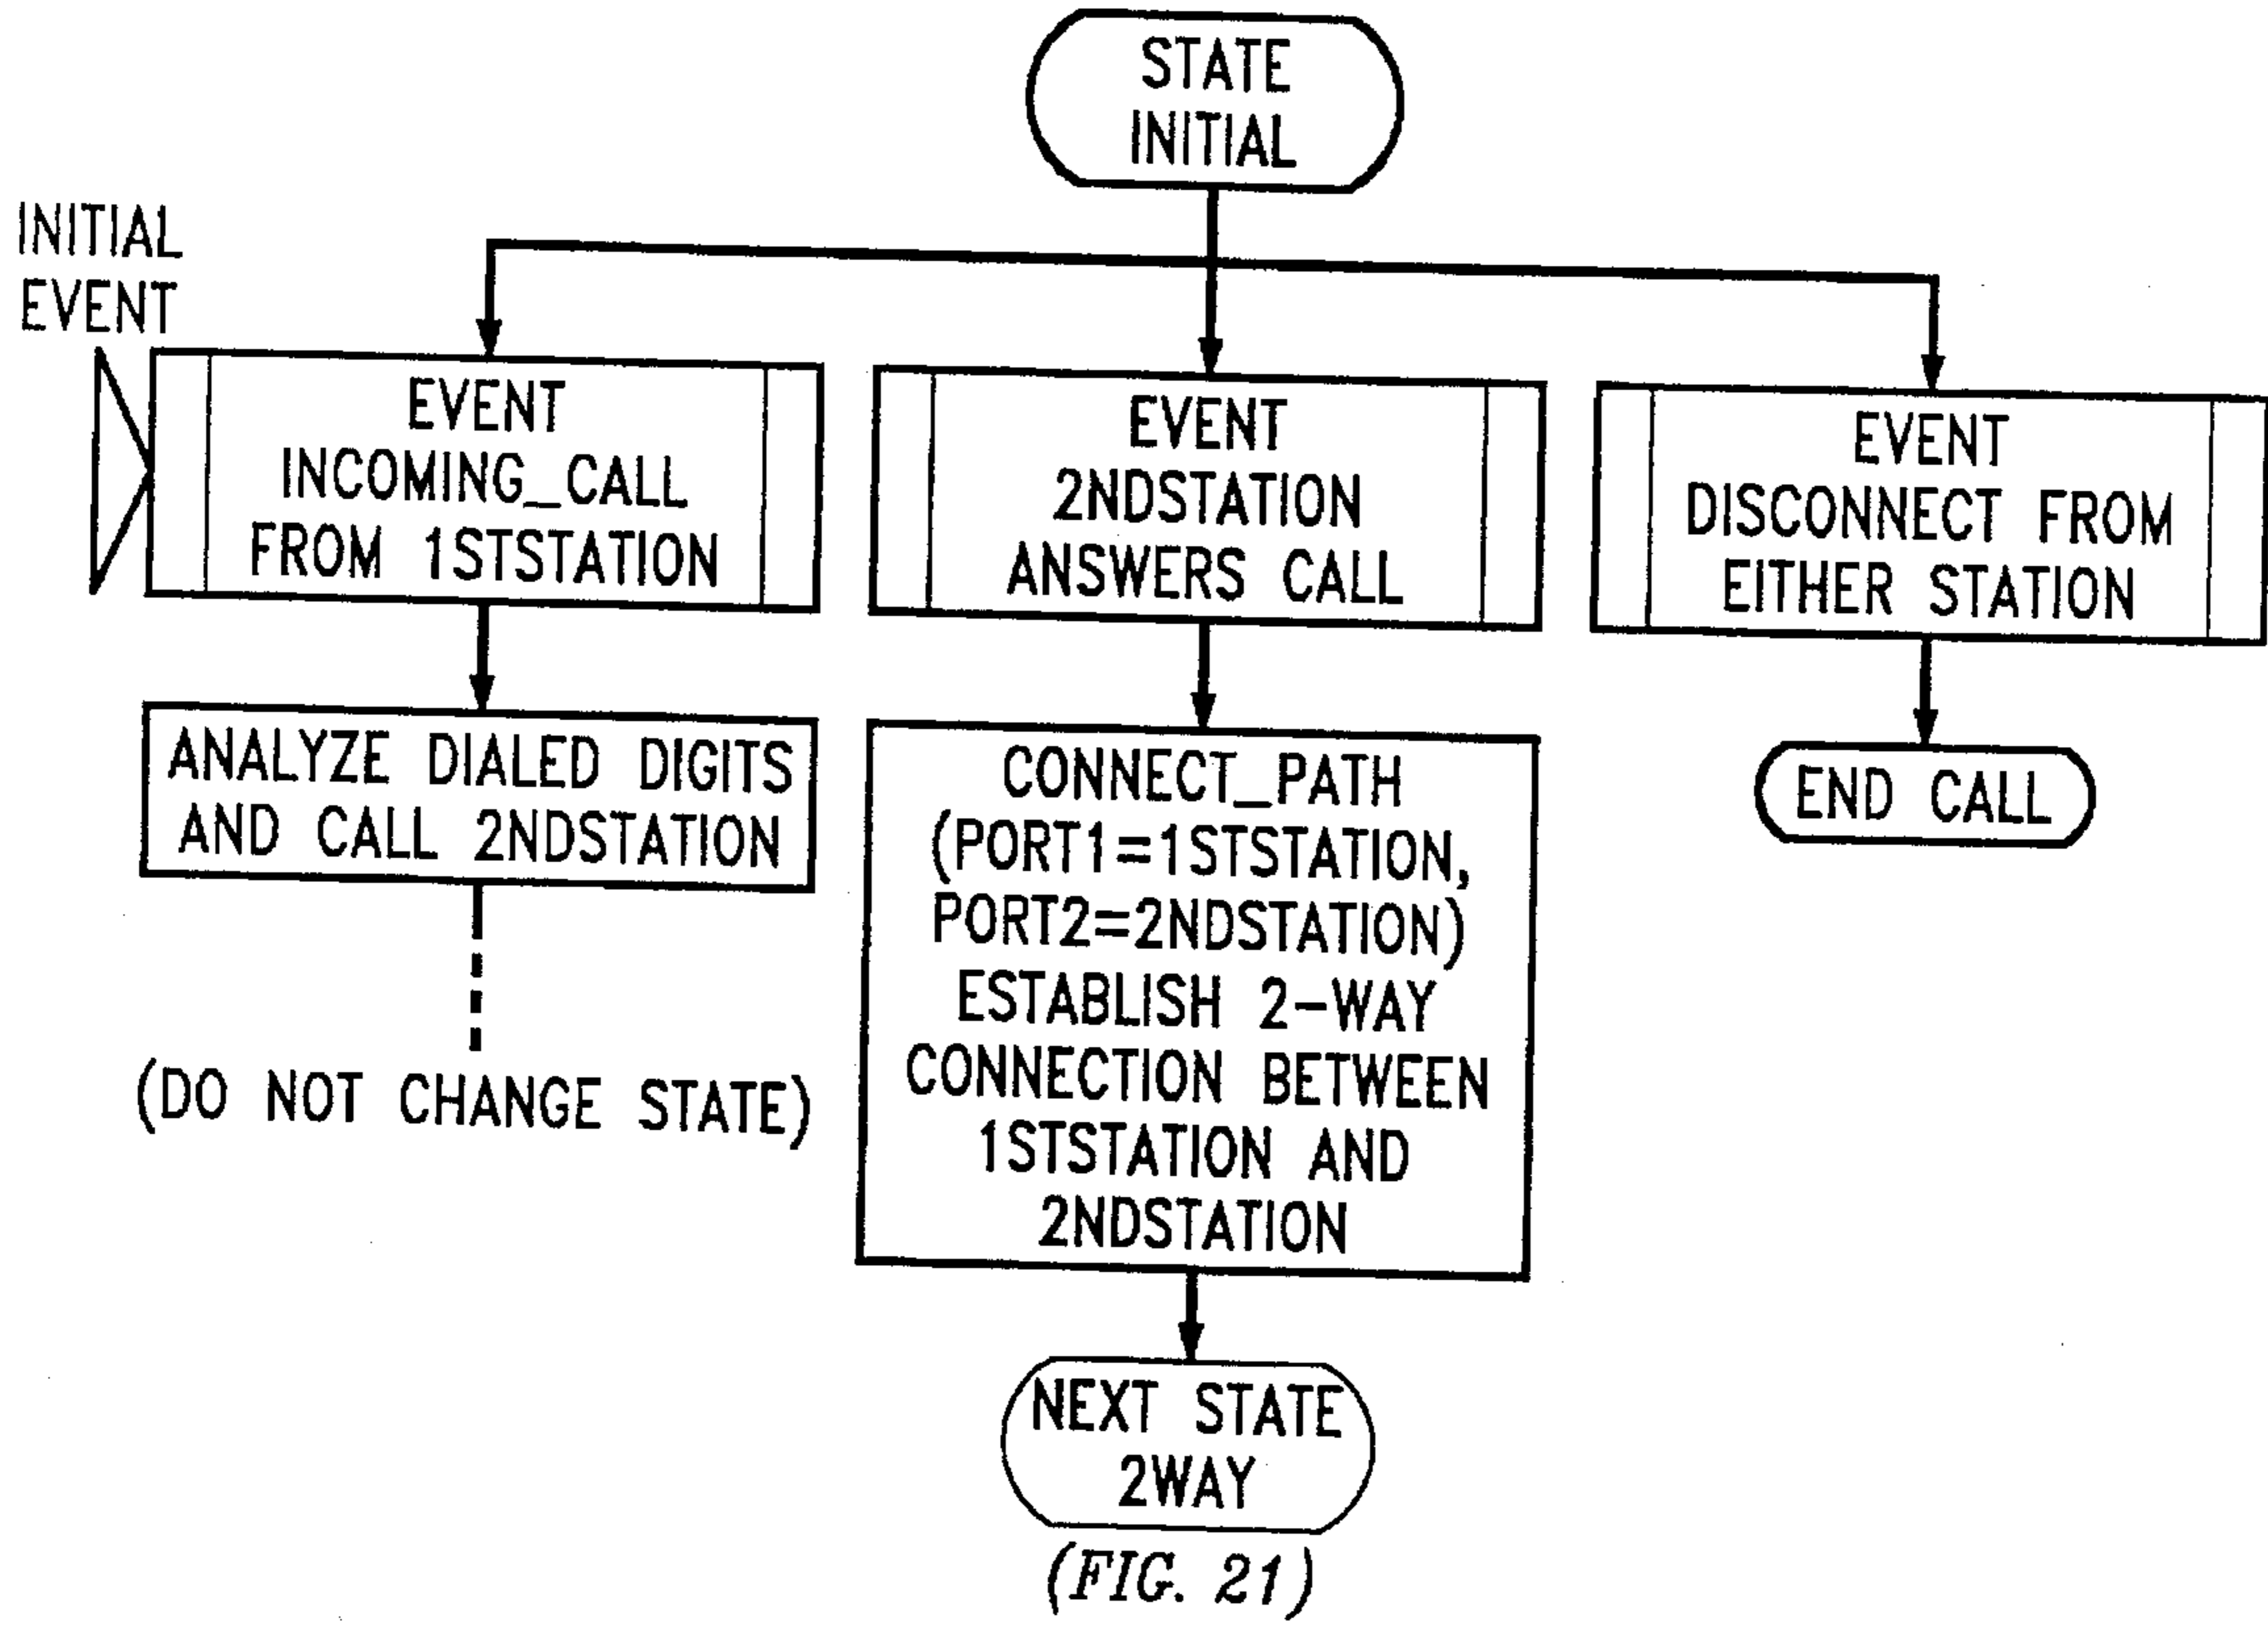 STATE
INITIAL
INITIAL
EVENT
EVENT
INCOMING_CALL
FROM 1STSTATION
EVENT
2NDSTATION
ANSWERS CALL
EVENT
DISCONNECT FROM
EITHER STATION
ANALYZE DIALED DIGITS
AND CALL 2NDSTATION
(DO NOT CHANGE STATE)
CONNECT_PATH
(PORT1=1STSTATION,
PORT2=2NDSTATION)
ESTABLISH 2-WAY
CONNECTION BETWEEN
1STSTATION AND
2NDSTATION
END CALL
NEXT STATE
2WAY
(FIG. 21)